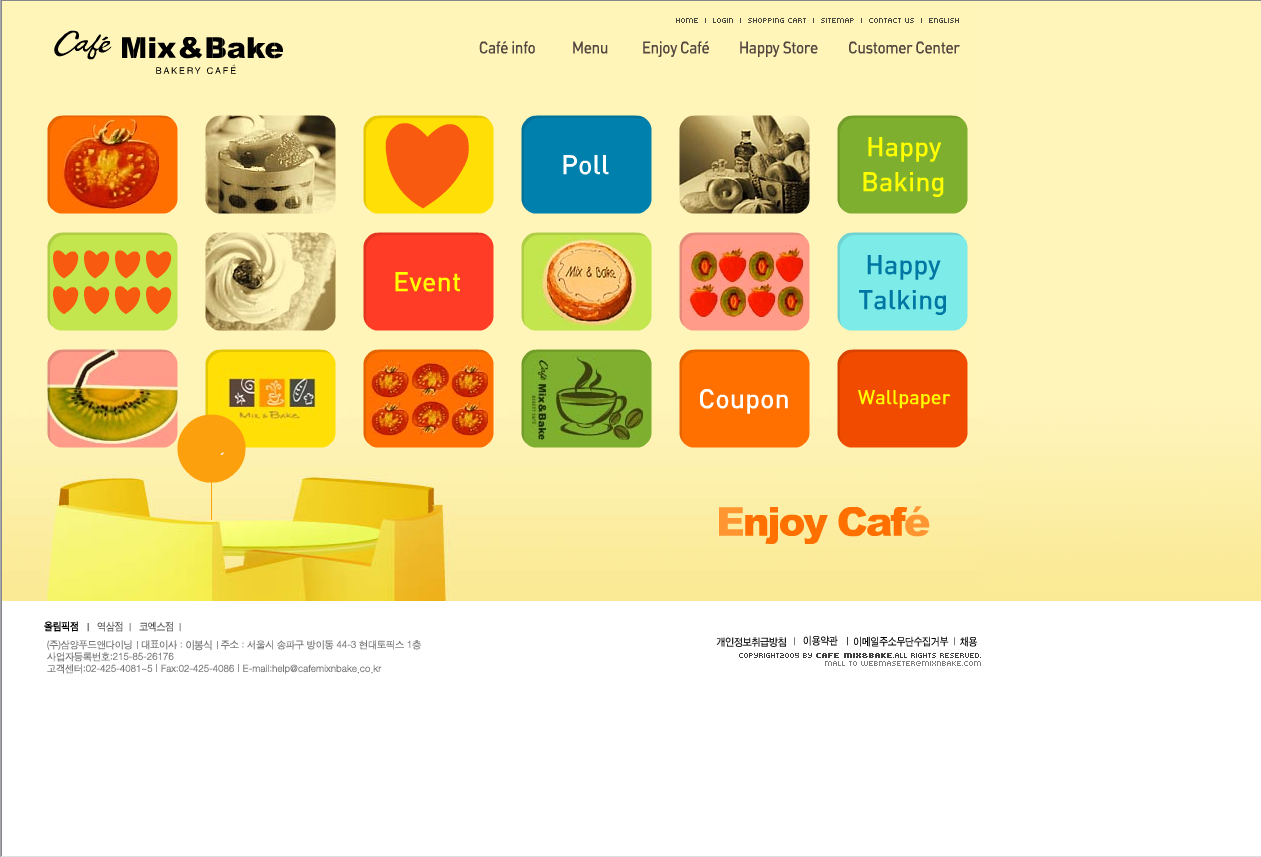 HOME | LOGIN | SHOPPING CART | SITEMAP | CONTACT US | ENGLISH
Café Mix&Bake
BAKERY CAFÉ
Café info Menu Enjoy Café Happy Store Customer Center
Poll
Happy
Baking
Event
Mix & Bake
Happy
Talking
Mix & Bake
Café Mix&Bake
BAKERY CAFÉ
Coupon
Wallpaper
Enjoy Café
올림픽점 | 역삼점 | 코엑스점 |
(주)삼양푸드앤다이닝 | 대표이사 : 이봉식 | 주소 : 서울시 송파구 방이동 44-3 현대토픽스 1층
사업자등록번호:215-85-26176
고객센터:02-425-4081~5 | Fax:02-425-4086 | E-mail:help@cafemixnbake.co.kr
개인정보취급방침 | 이용약관 | 이메일주소무단수집거부 | 채용
COPYRIGHT2009 BY CAFE MIX&BAKE.ALL RIGHTS RESERVED.
MALL TO WEBMASETER@MIXNBAKE.COM